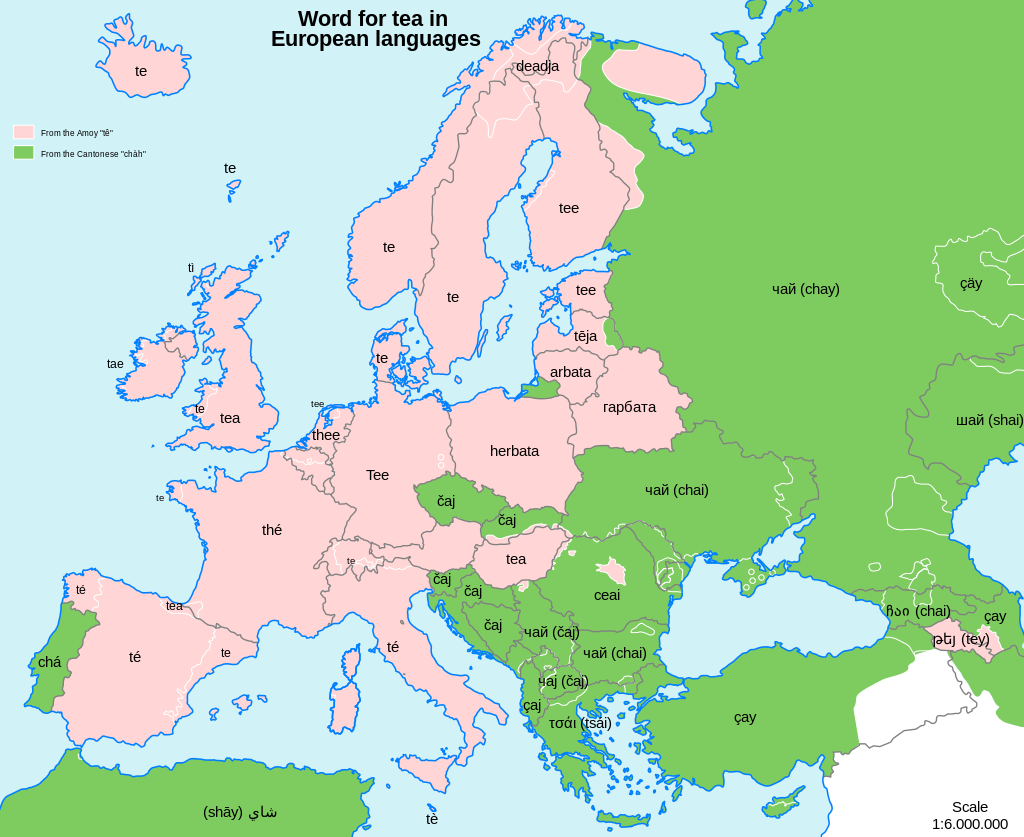 Word for tea in
European languages
te
deadja
From the Amoy "tê"
From the Cantonese "chàh"
te
tee
te
tì
te
чай (chay)
çäy
tee
tēja
te
tae
arbata
шай (shai)
te
tea
tee
thee
гарбата
herbata
Tee
чай (chai)
te
čaj
čaj
thé
te
tea
čaj
čaj
ceai
té
tea
čaj
чай (čaj)
ჩაი (chai)
çay
թեյ (tey)
chá
té
te
té
чай (chai)
чај (čaj)
çaj
τσάι (tsái)
çay
شاي (shāy)
tè
Scale
1:6.000.000